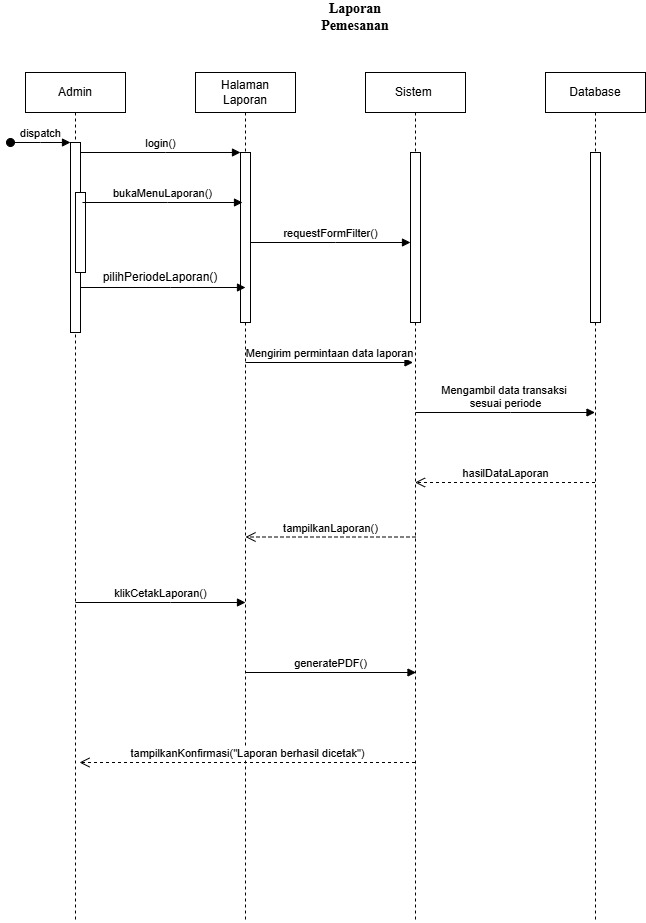 Laporan
Pemesanan
Admin
Halaman
Laporan
Sistem
Database
dispatch
login()
bukaMenuLaporan()
requestFormFilter()
pilihPeriodeLaporan()
Mengirim permintaan data laporan
Mengambil data transaksi
sesuai periode
hasilDataLaporan
tampilkanLaporan()
klikCetakLaporan()
generatePDF()
tampilkanKonfirmasi("Laporan berhasil dicetak")